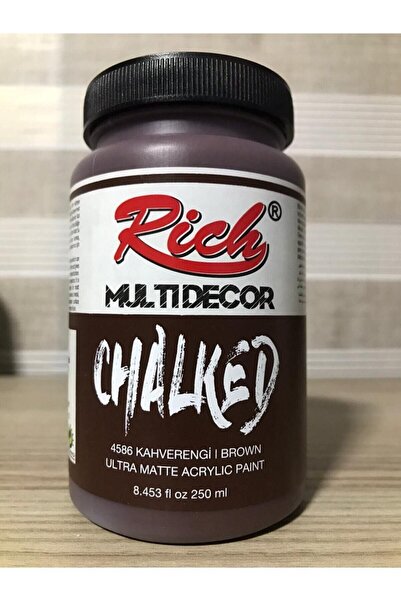 Rich®
MULTIDECOR
CHALKED
4586 KAHVERENGİ | BROWN
ULTRA MATTE ACRYLIC PAINT
8.453 fl oz 250 ml